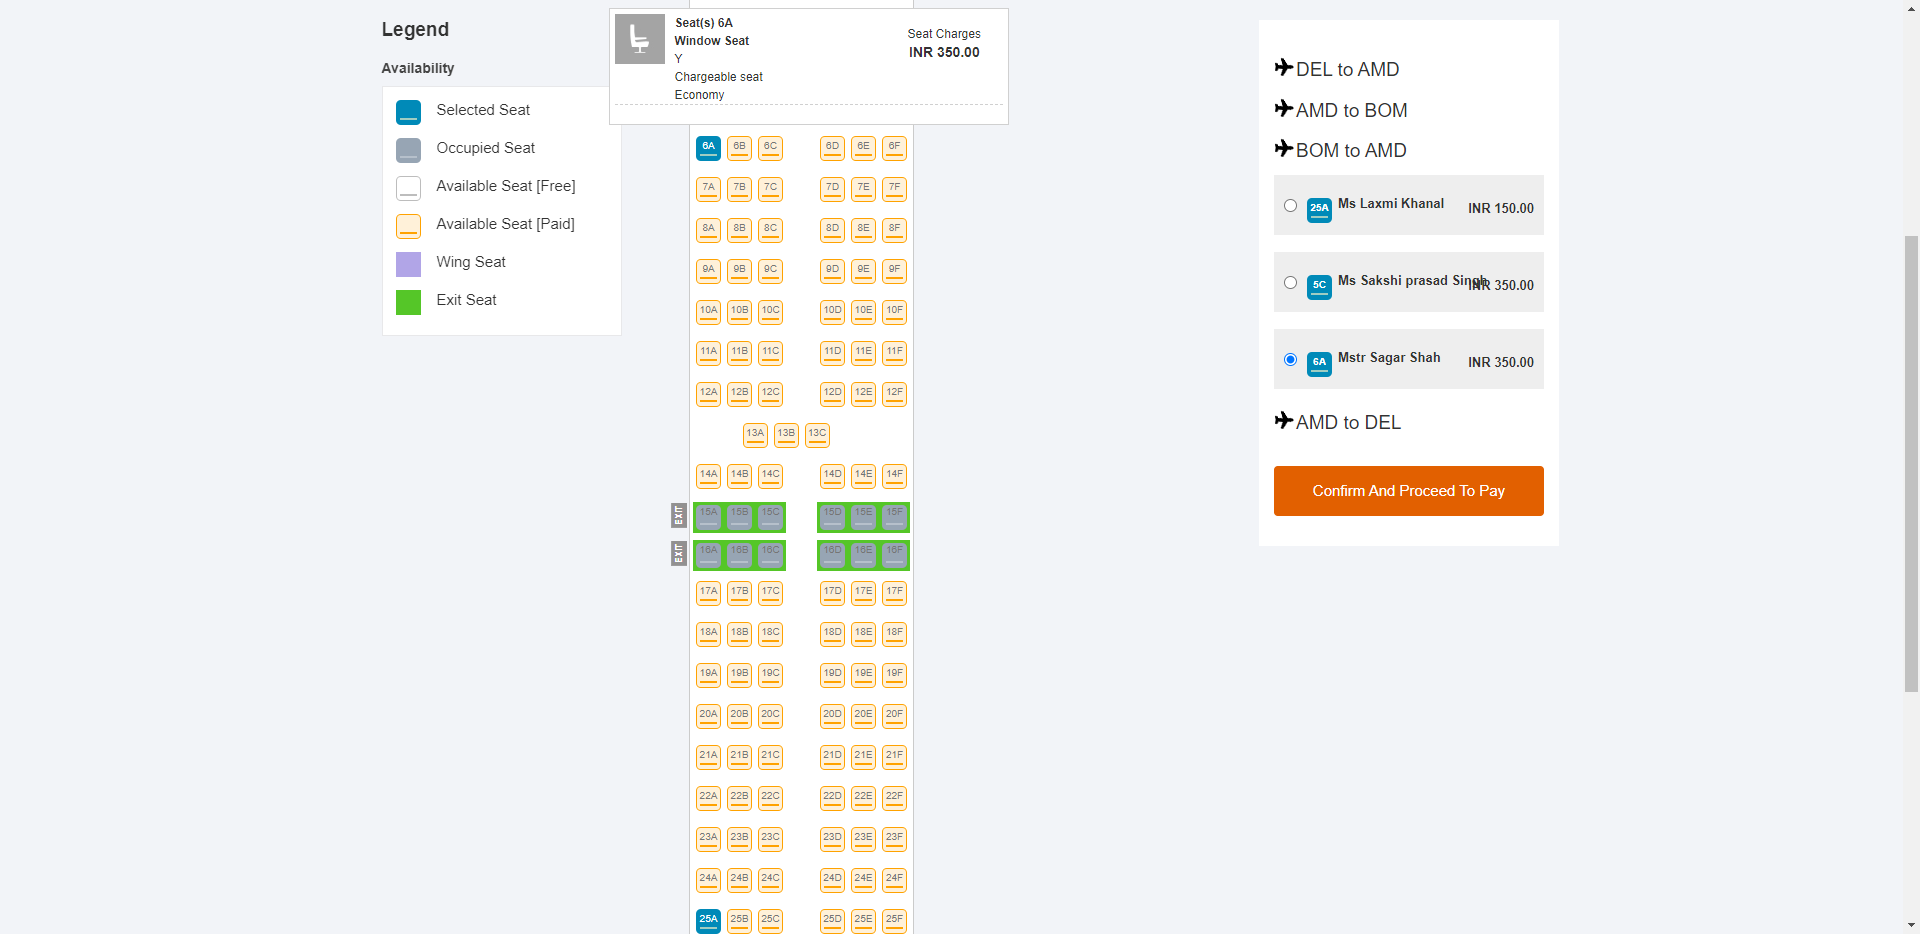 Legend
Availability
Selected Seat
Occupied Seat
Available Seat [Free]
Available Seat [Paid]
Wing Seat
Exit Seat
Seat(s) 6A
Window Seat
Y
Chargeable seat
Economy
Seat Charges
INR 350.00
6A 6B 6C 6D 6E 6F
7A 7B 7C 7D 7E 7F
8A 8B 8C 8D 8E 8F
9A 9B 9C 9D 9E 9F
10A 10B 10C 10D 10E 10F
11A 11B 11C 11D 11E 11F
12A 12B 12C 12D 12E 12F
13A 13B 13C
14A 14B 14C 14D 14E 14F
EXIT 15A 15B 15C 15D 15E 15F
EXIT 16A 16B 16C 16D 16E 16F
17A 17B 17C 17D 17E 17F
18A 18B 18C 18D 18E 18F
19A 19B 19C 19D 19E 19F
20A 20B 20C 20D 20E 20F
21A 21B 21C 21D 21E 21F
22A 22B 22C 22D 22E 22F
23A 23B 23C 23D 23E 23F
24A 24B 24C 24D 24E 24F
25A 25B 25C 25D 25E 25F
DEL to AMD
AMD to BOM
BOM to AMD
25A Ms Laxmi Khanal INR 150.00
5C Ms Sakshi prasad Singh INR 350.00
6A Mstr Sagar Shah INR 350.00
AMD to DEL
Confirm And Proceed To Pay